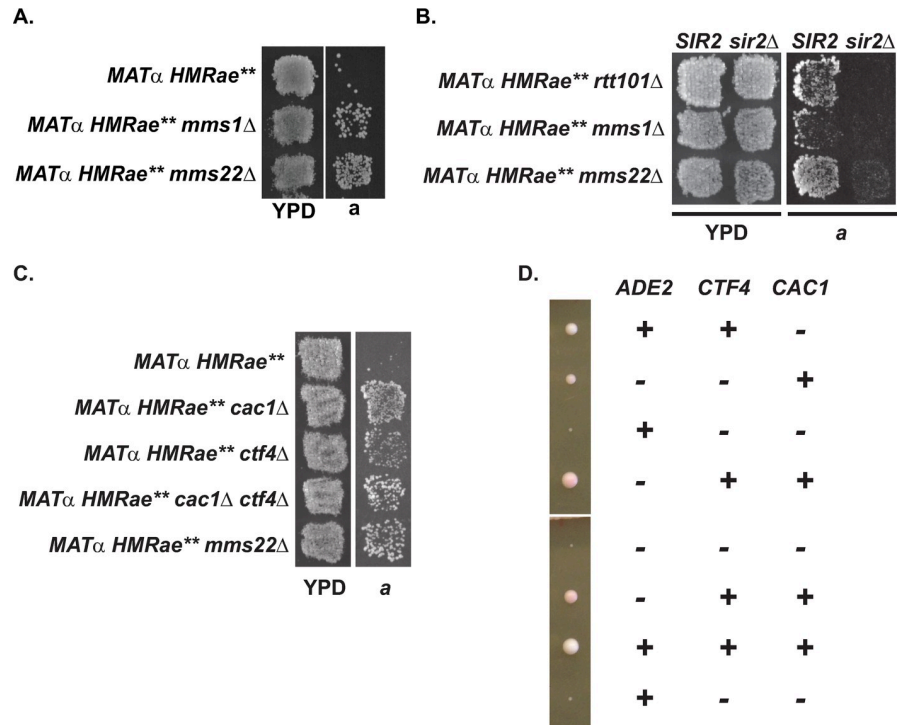 A.
MATα HMRae**
MATα HMRae** mms1Δ
MATα HMRae** mms22Δ
YPD a
B.
SIR2 sir2Δ SIR2 sir2Δ
MATα HMRae** rtt101Δ
MATα HMRae** mms1Δ
MATα HMRae** mms22Δ
YPD a
C.
MATα HMRae**
MATα HMRae** cac1Δ
MATα HMRae** ctf4Δ
MATα HMRae** cac1Δ ctf4Δ
MATα HMRae** mms22Δ
YPD a
D.
ADE2 CTF4 CAC1
+ + -
- - +
+ - -
- + +
- - -
- + +
+ + +
+ - -